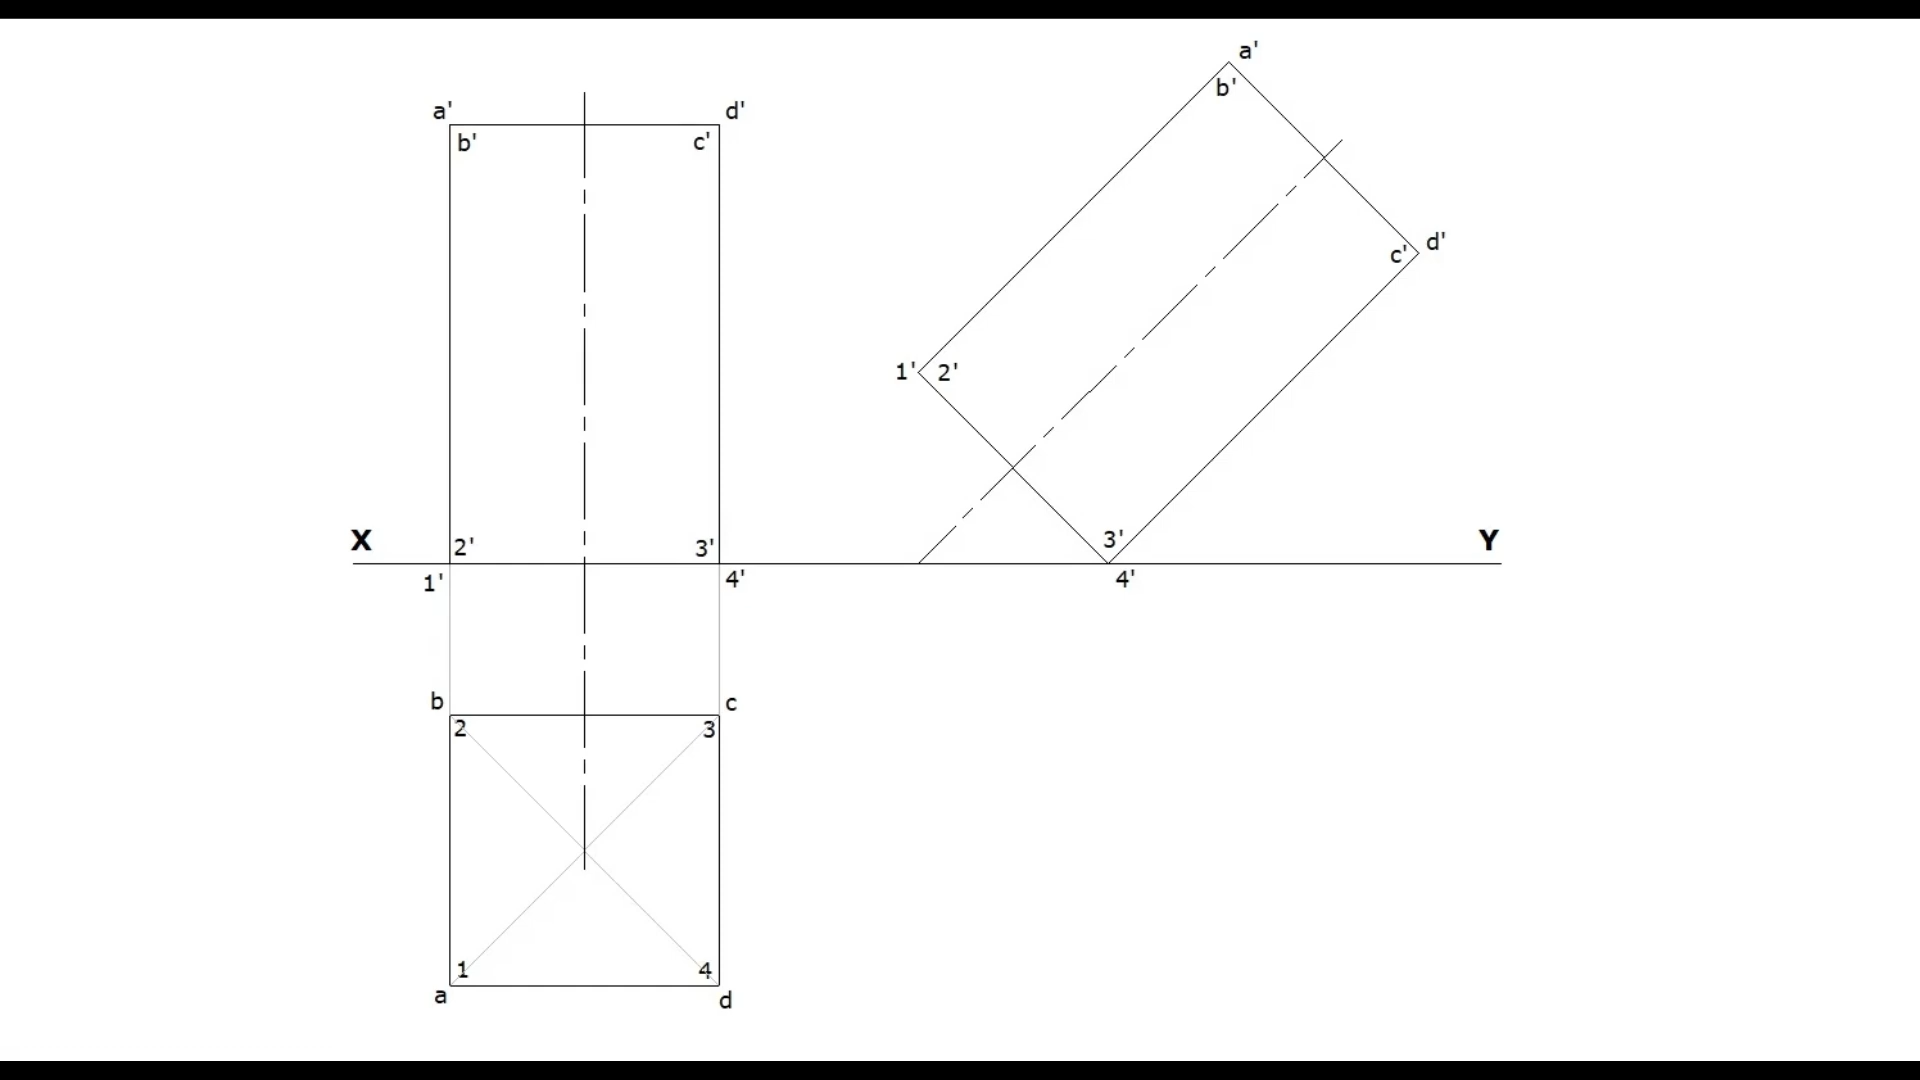 a'
a' d'
b'
b' c'
d'
c'
1' 2'
X 2' 3' 3' Y
1' 4' 4'
b c
2 3
1 4
a d